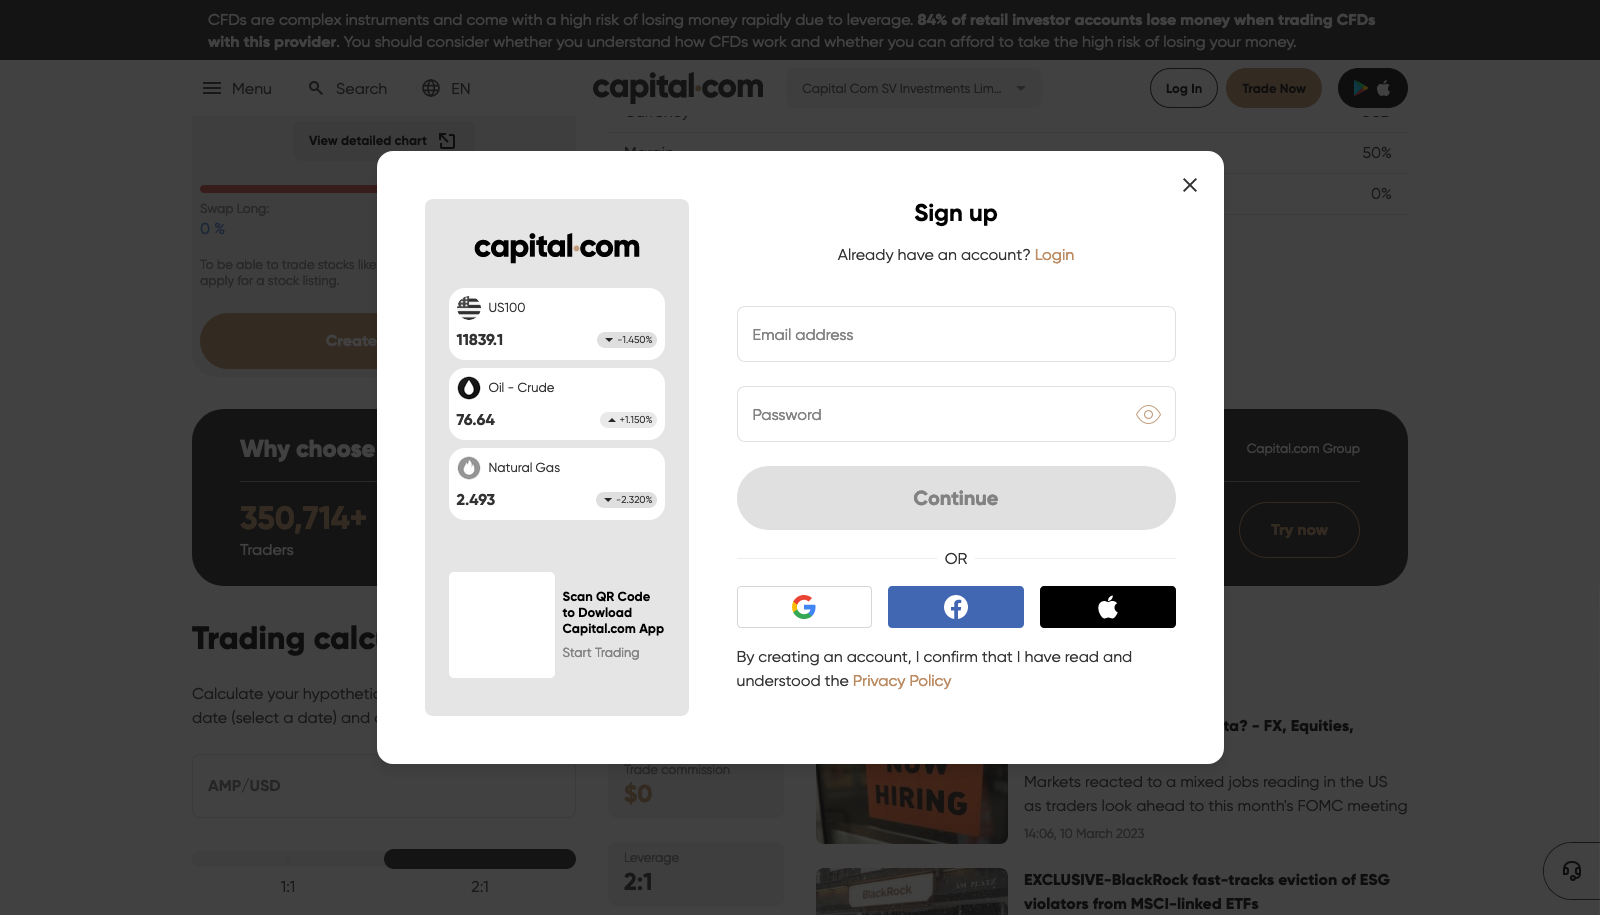 CFDs are complex instruments and come with a high risk of losing money rapidly due to leverage. 84% of retail investor accounts lose money when trading CFDs
with this provider. You should consider whether you understand how CFDs work and whether you can afford to take the high risk of losing your money.
Menu
Search
EN
capital.com
Capital Com SV Investments Lim...
Log In
Trade Now
View detailed chart
50%
0%
Swap Long:
0 %
To be able to trade stocks like
apply for a stock listing.
Create
Why choose
Capital.com Group
350,714+
Traders
Try now
Sign up
Already have an account? Login
capital.com
US100
11839.1
-1.450%
Oil - Crude
76.64
+1.150%
Natural Gas
2.493
-2.320%
Scan QR Code
to Dowload
Capital.com App
Start Trading
Email address
Password
Continue
OR
By creating an account, I confirm that I have read and
understood the Privacy Policy
Trading calc
Calculate your hypothetic
date (select a date) and
AMP/USD
1:1
2:1
Trade commission
$0
Leverage
2:1
NOW
HIRING
ta? - FX, Equities,
Markets reacted to a mixed jobs reading in the US
as traders look ahead to this month's FOMC meeting
14:06, 10 March 2023
BlackRock
EXCLUSIVE-BlackRock fast-tracks eviction of ESG
violators from MSCI-linked ETFs